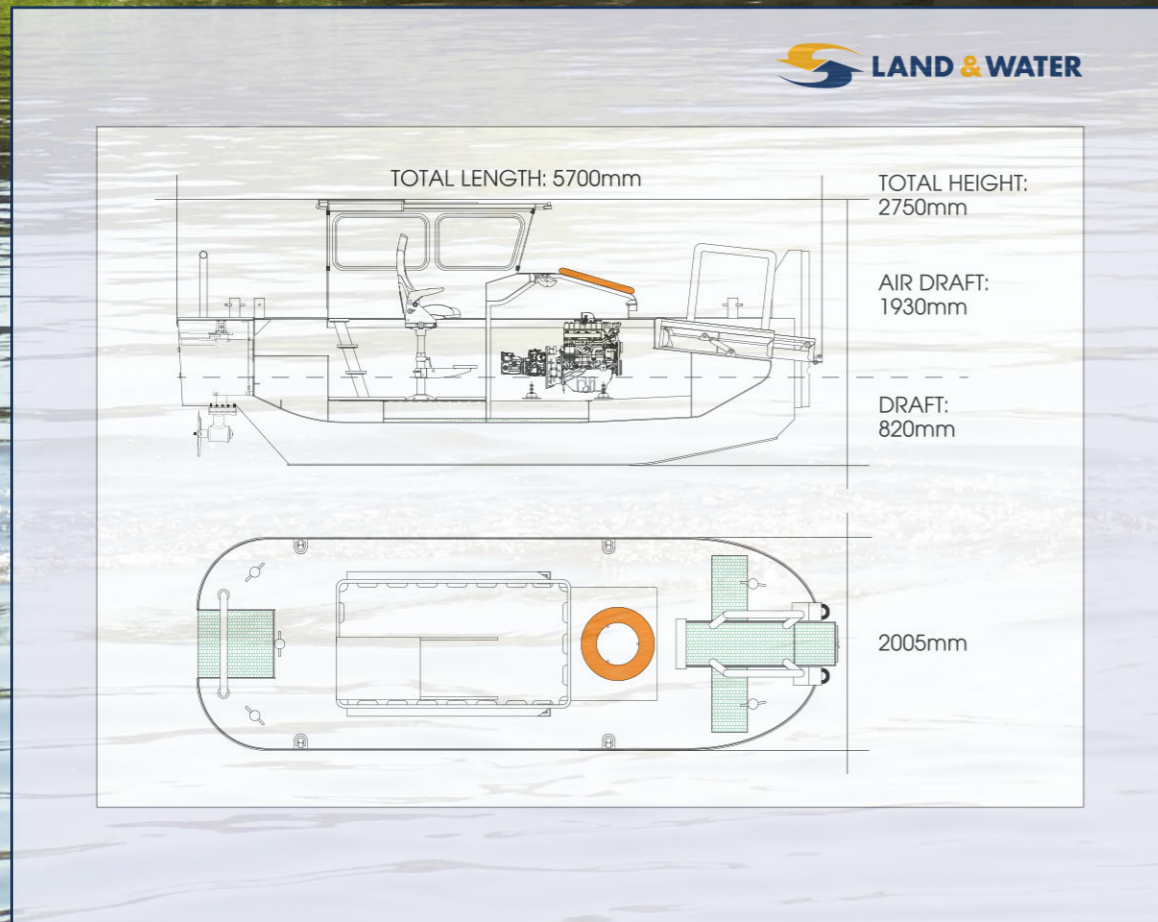 LAND & WATER
TOTAL LENGTH: 5700mm
TOTAL HEIGHT:
2750mm
AIR DRAFT:
1930mm
DRAFT:
820mm
2005mm